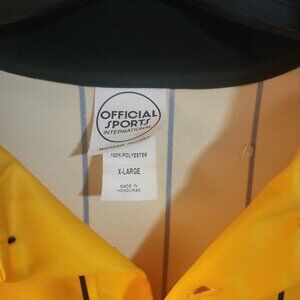 OFFICIAL
SPORTS
INTERNATIONAL
100% POLYESTER
X-LARGE
MADE IN
HONDURAS